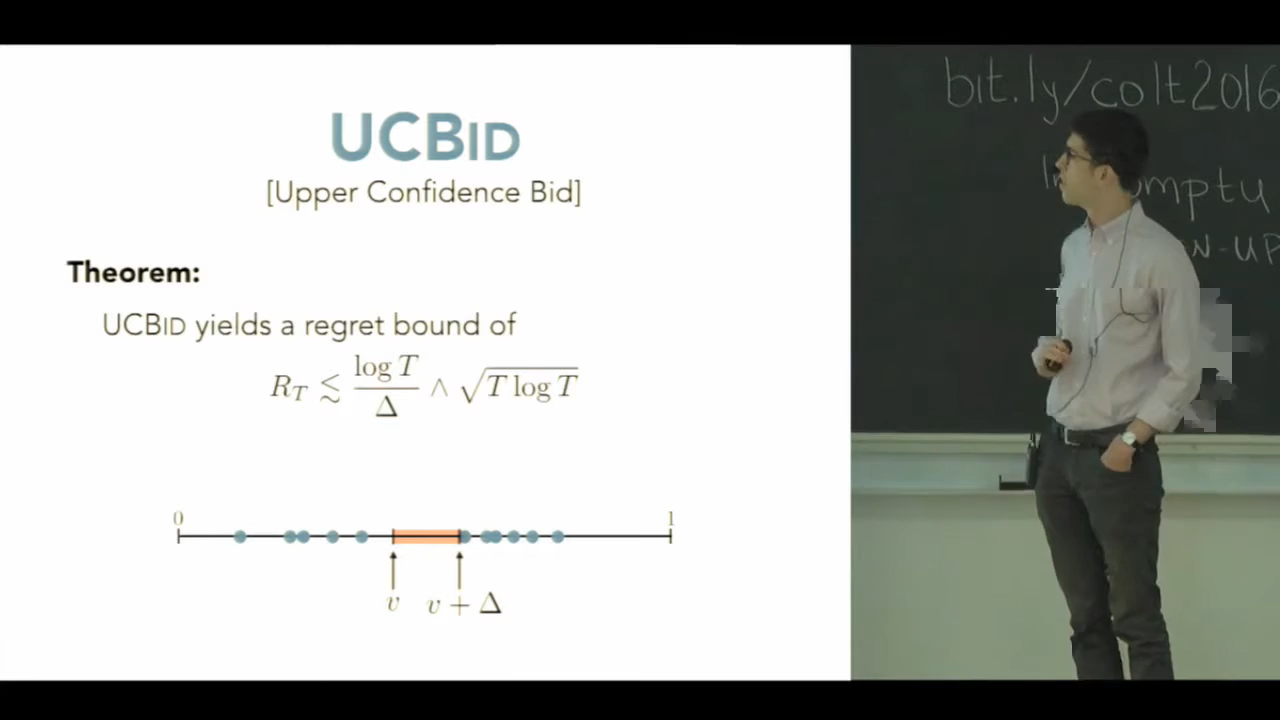 UCBID
[Upper Confidence Bid]
Theorem:
UCBID yields a regret bound of
R_T ≲ log T / Δ ∧ √(T log T)
0 1
v v + Δ
bit.ly/colt2016